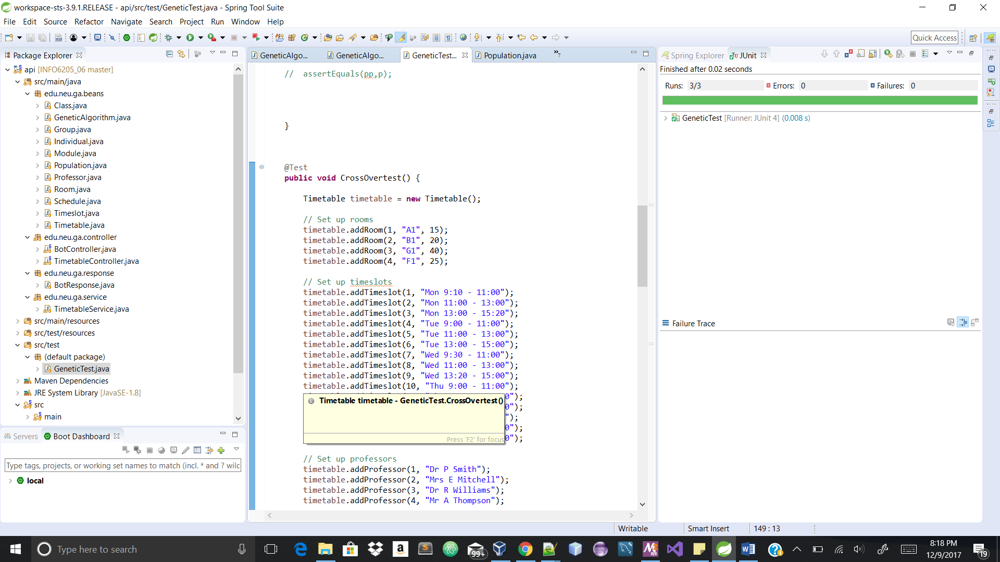 workspace-sts-3.9.1.RELEASE - api/src/test/GeneticTest.java - Spring Tool Suite
File Edit Source Refactor Navigate Search Project Run Window Help
Quick Access
Package Explorer
api [INFO6205_06 master]
src/main/java
edu.neu.ga.beans
Class.java
GeneticAlgorithm.java
Group.java
Individual.java
Module.java
Population.java
Professor.java
Room.java
Schedule.java
Timeslot.java
Timetable.java
edu.neu.ga.controller
BotController.java
TimetableController.java
edu.neu.ga.response
BotResponse.java
edu.neu.ga.service
TimetableService.java
src/main/resources
src/test/resources
src/test
(default package)
GeneticTest.java
Maven Dependencies
JRE System Library [JavaSE-1.8]
src
main
Servers Boot Dashboard
Type tags, projects, or working set names to match (incl. * and ? wilc
local
GeneticAlgo... GeneticAlgo... GeneticTest... Population.java »7
// assertEquals(pp,p);
}
@Test
public void CrossOvertest() {
Timetable timetable = new Timetable();
// Set up rooms
timetable.addRoom(1, "A1", 15);
timetable.addRoom(2, "B1", 20);
timetable.addRoom(3, "G1", 40);
timetable.addRoom(4, "F1", 25);
// Set up timeslots
timetable.addTimeslot(1, "Mon 9:10 - 11:00");
timetable.addTimeslot(2, "Mon 11:00 - 13:00");
timetable.addTimeslot(3, "Mon 13:00 - 15:20");
timetable.addTimeslot(4, "Tue 9:00 - 11:00");
timetable.addTimeslot(5, "Tue 11:00 - 13:00");
timetable.addTimeslot(6, "Tue 13:00 - 15:00");
timetable.addTimeslot(7, "Wed 9:30 - 11:00");
timetable.addTimeslot(8, "Wed 11:00 - 13:00");
timetable.addTimeslot(9, "Wed 13:20 - 15:00");
timetable.addTimeslot(10, "Thu 9:00 - 11:00");
0");
Timetable timetable - GeneticTest.CrossOvertest()
0");
");
0");
Press 'F2' for focus
0");
// Set up professors
timetable.addProfessor(1, "Dr P Smith");
timetable.addProfessor(2, "Mrs E Mitchell");
timetable.addProfessor(3, "Dr R Williams");
timetable.addProfessor(4, "Mr A Thompson");
Spring Explorer JUnit
Finished after 0.02 seconds
Runs: 3/3 Errors: 0 Failures: 0
GeneticTest [Runner: JUnit 4] (0.008 s)
Failure Trace
Writable Smart Insert 149 : 13
Type here to search
99+
8:18 PM
12/9/2017
19